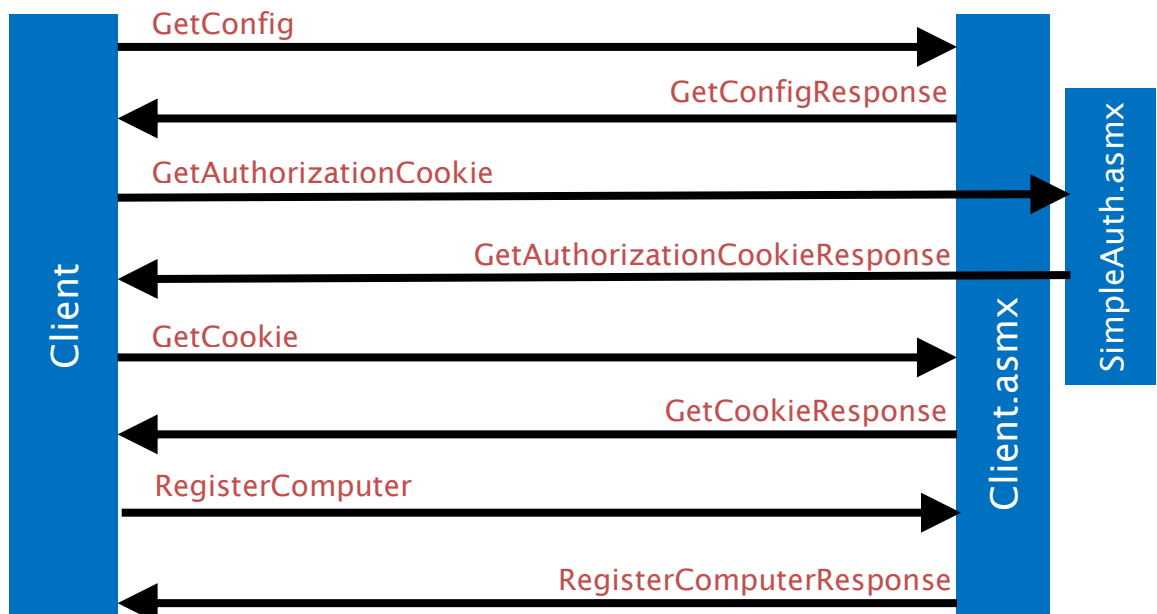 GetConfig
GetConfigResponse
GetAuthorizationCookie
GetAuthorizationCookieResponse
GetCookie
GetCookieResponse
RegisterComputer
RegisterComputerResponse
Client
Client.asmx
SimpleAuth.asmx